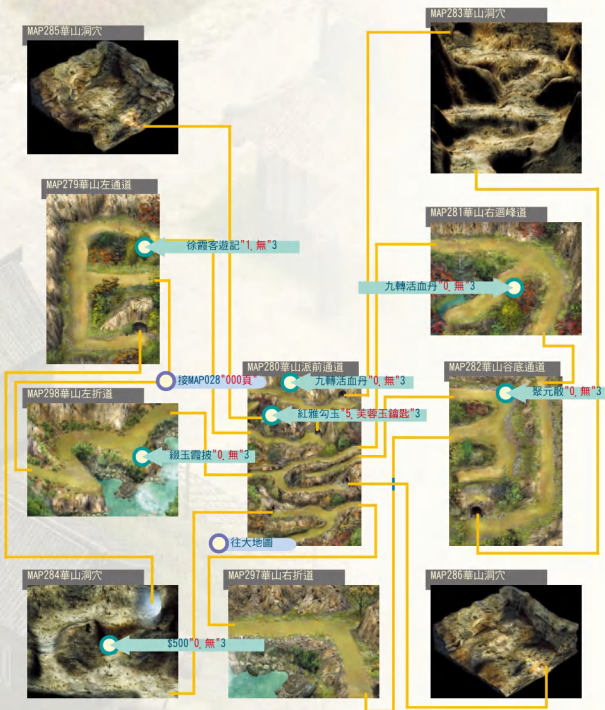 MAP283華山洞穴
MAP285華山洞穴
MAP279華山左通道
MAP281華山右迴峰道
徐霞客遊記"1, 無"3
九轉活血丹"0, 無"3
MAP280華山派前通道
MAP282華山谷底通道
接MAP028"000頁
九轉活血丹"0, 無"3
聚元散"0, 無"3
MAP298華山左折道
紅雅勾玉"5, 芙蓉玉鑰匙"3
綴玉霞披"0, 無"3
往大地圖
MAP284華山洞穴
MAP297華山右折道
MAP286華山洞穴
$500"0, 無"3